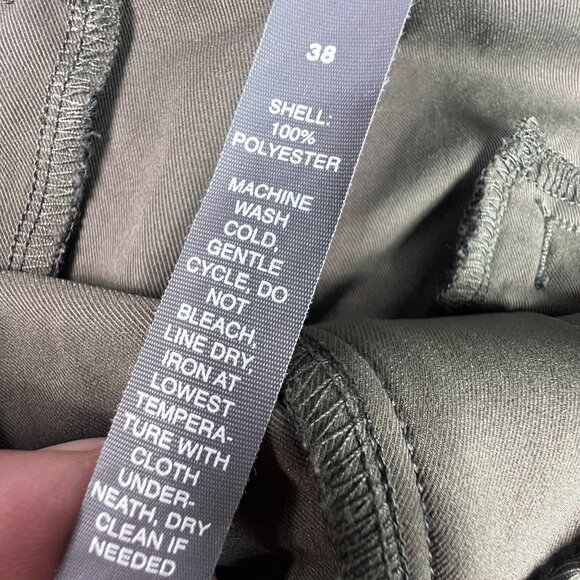 38
SHELL:
100%
POLYESTER
MACHINE
WASH
COLD,
GENTLE
CYCLE, DO
NOT
BLEACH,
LINE DRY,
IRON AT
LOWEST
TEMPERA-
TURE WITH
CLOTH
UNDER-
NEATH, DRY
CLEAN IF
NEEDED